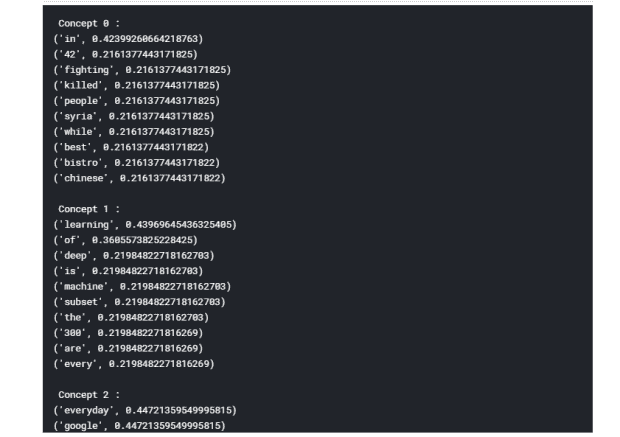 Concept 0 :
('in', 0.42399260664218763)
('42', 0.2161377443171825)
('fighting', 0.2161377443171825)
('killed', 0.2161377443171825)
('people', 0.2161377443171825)
('syria', 0.2161377443171825)
('while', 0.2161377443171825)
('best', 0.2161377443171822)
('bistro', 0.2161377443171822)
('chinese', 0.2161377443171822)
Concept 1 :
('learning', 0.43969645436325405)
('of', 0.3605573825228425)
('deep', 0.21984822718162703)
('is', 0.21984822718162703)
('machine', 0.21984822718162703)
('subset', 0.21984822718162703)
('the', 0.21984822718162703)
('300', 0.2198482271816269)
('are', 0.2198482271816269)
('every', 0.2198482271816269)
Concept 2 :
('everyday', 0.44721359549995815)
('google', 0.44721359549995815)